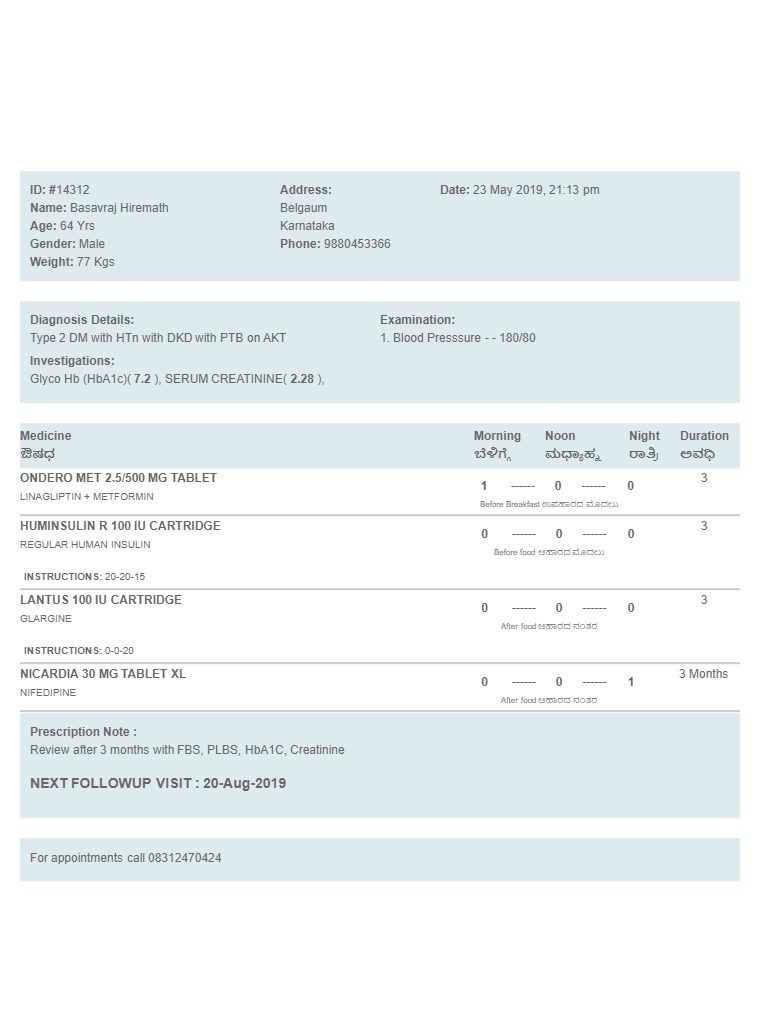 ID: #14312
Name: Basavraj Hiremath
Age: 64 Yrs
Gender: Male
Weight: 77 Kgs
Address:
Belgaum
Karnataka
Phone: 9880453366
Date: 23 May 2019, 21:13 pm
Diagnosis Details:
Type 2 DM with HTn with DKD with PTB on AKT
Examination:
1. Blood Presssure - - 180/80
Investigations:
Glyco Hb (HbA1c)( 7.2 ), SERUM CREATININE( 2.28 ),
Medicine Morning Noon Night Duration
ಔಷಧ ಬೆಳಿಗ್ಗೆ ಮಧ್ಯಾಹ್ನ ರಾತ್ರಿ ಅವಧಿ
ONDERO MET 2.5/500 MG TABLET 3
LINAGLIPTIN + METFORMIN 1 ------ 0 ------ 0
Before Breakfast ಉಪಹಾರದ ಮೊದಲು
HUMINSULIN R 100 IU CARTRIDGE 3
REGULAR HUMAN INSULIN 0 ------ 0 ------ 0
Before food ಆಹಾರದ ಮೊದಲು
INSTRUCTIONS: 20-20-15
LANTUS 100 IU CARTRIDGE 3
GLARGINE 0 ------ 0 ------ 0
After food ಆಹಾರದ ನಂತರ
INSTRUCTIONS: 0-0-20
NICARDIA 30 MG TABLET XL 3 Months
NIFEDIPINE 0 ------ 0 ------ 1
After food ಆಹಾರದ ನಂತರ
Prescription Note :
Review after 3 months with FBS, PLBS, HbA1C, Creatinine
NEXT FOLLOWUP VISIT : 20-Aug-2019
For appointments call 08312470424